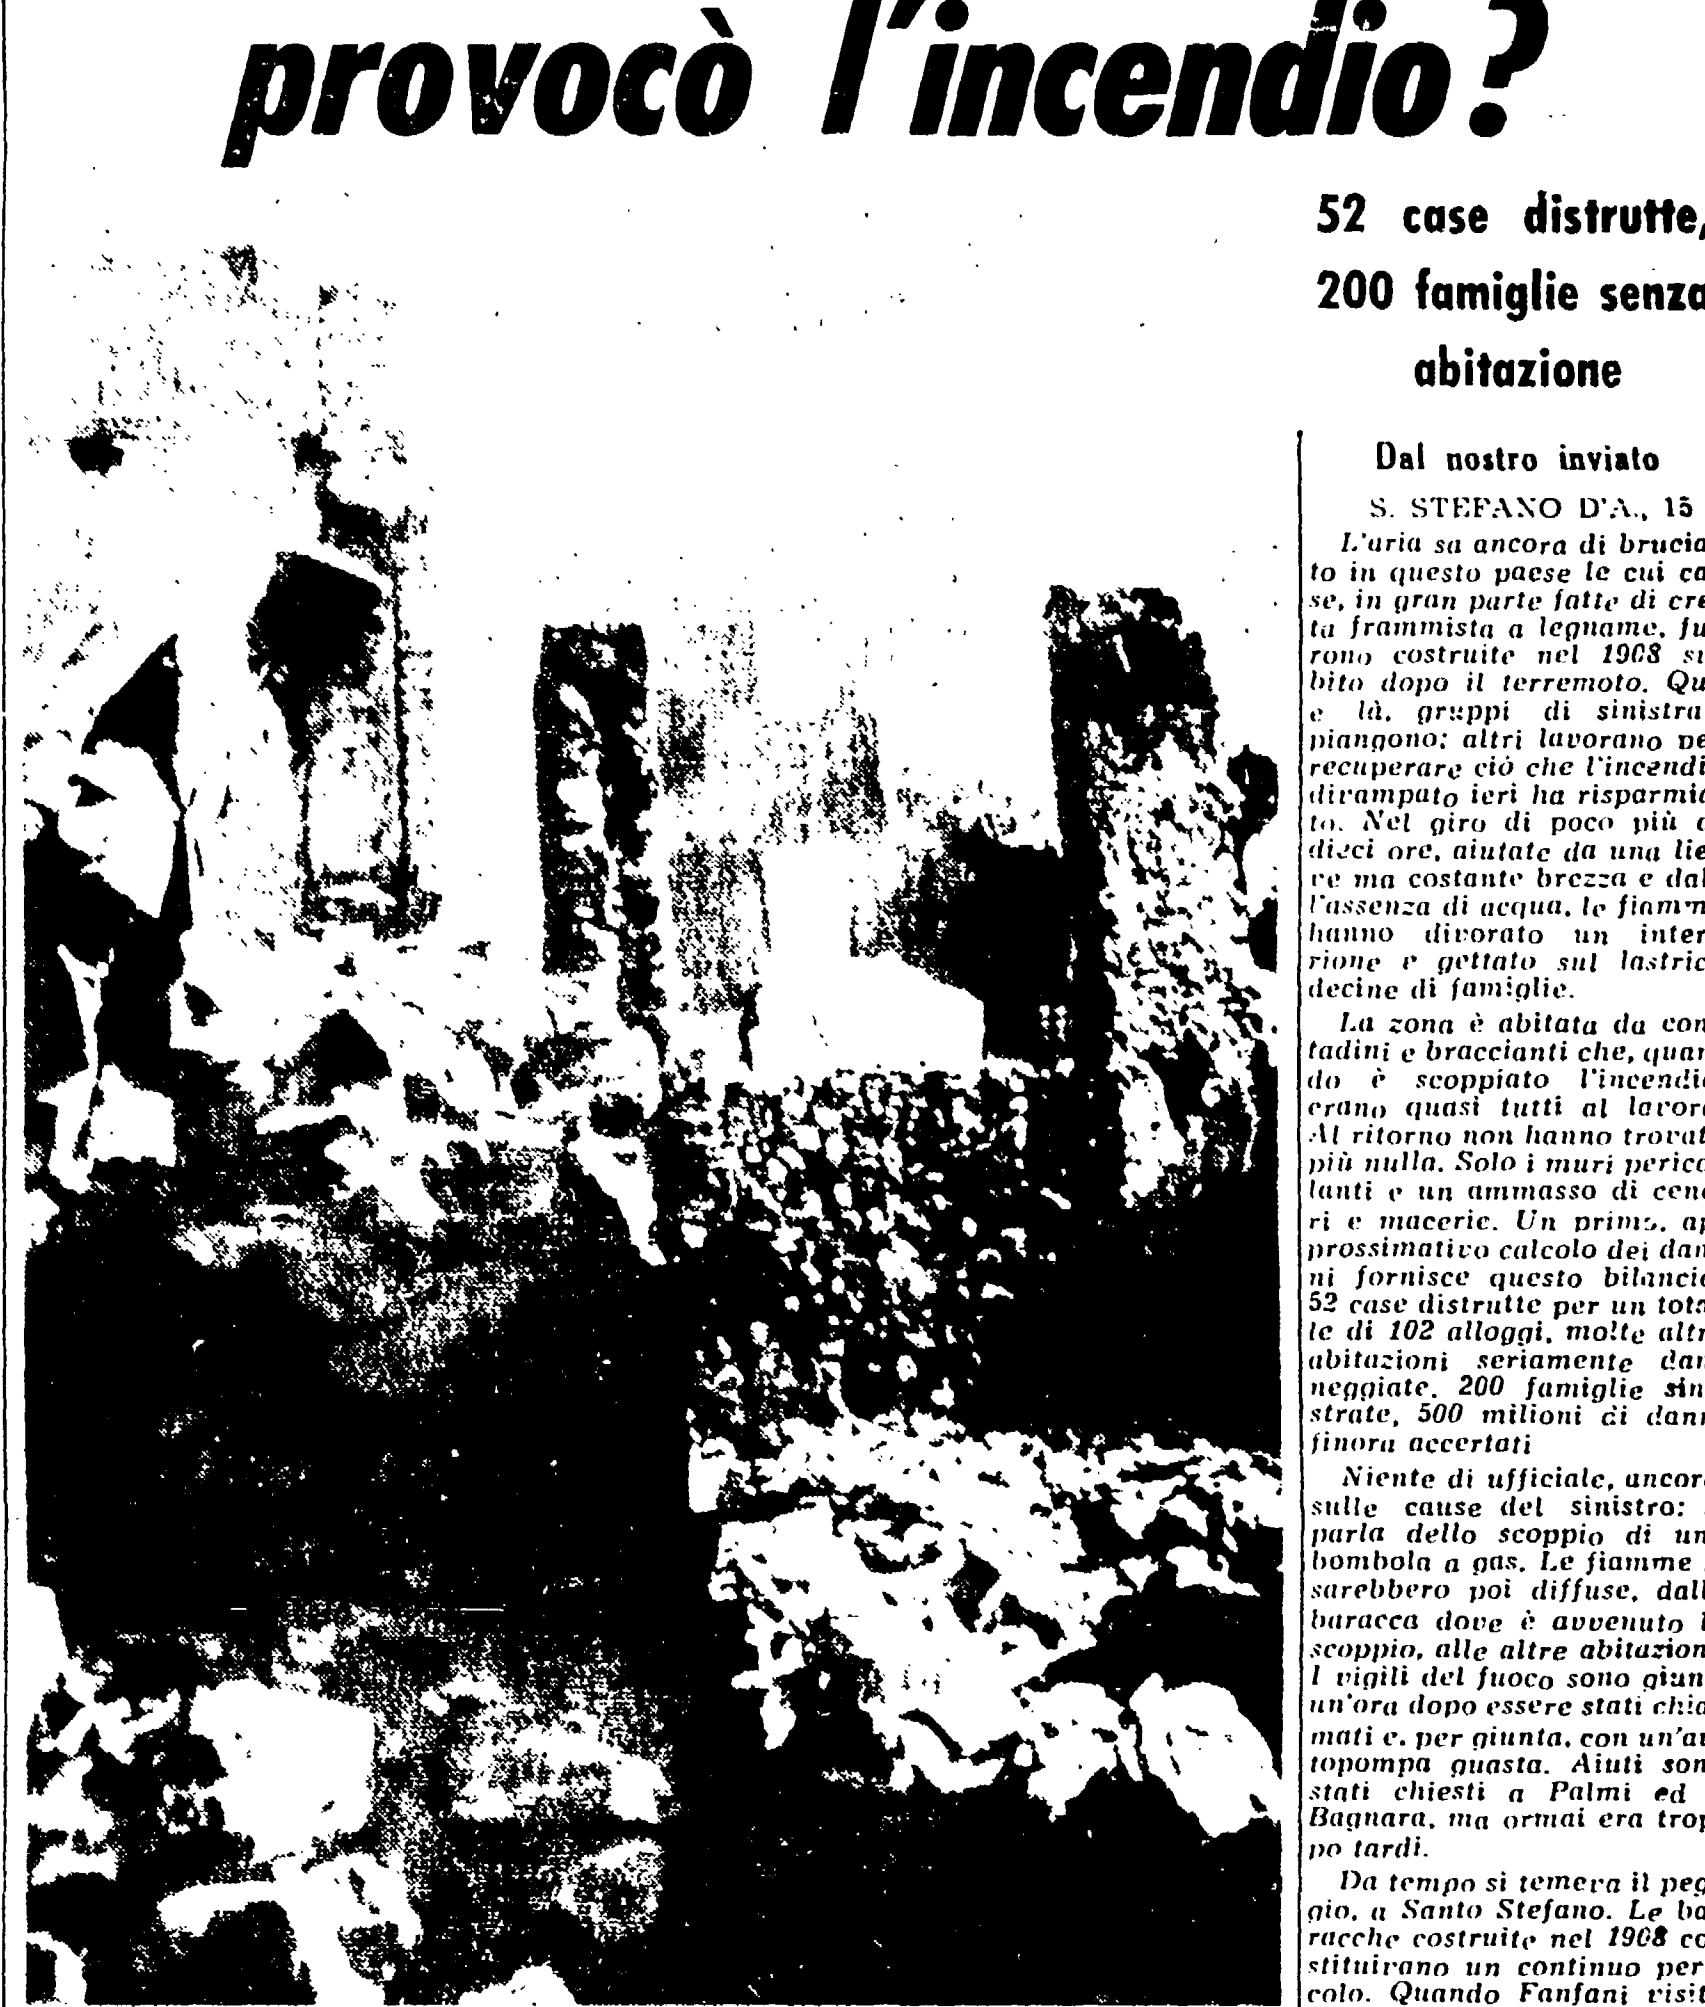 provocò l'incendio?
52 case distrutte,
200 famiglie senza
abitazione
Dal nostro inviato
S. STEFANO D'A., 15
L'aria sa ancora di brucia
to in questo paese le cui ca
se, in gran parte fatte di cre
ta frammista a legname, fu
rono costruite nel 1908 su
bito dopo il terremoto. Qu
e là, gruppi di sinistra
piangono; altri lavorano pe
recuperare ciò che l'incendi
divampato ieri ha risparmia
to. Nel giro di poco più d
dieci ore, aiutate da una lie
ve ma costante brezza e dal
l'assenza di acqua, le fiamm
hanno divorato un inter
rione e gettato sul lastric
decine di famiglie.
La zona è abitata da con
tadini e braccianti che, quan
do è scoppiato l'incendio
erano quasi tutti al lavoro
Al ritorno non hanno trovat
più nulla. Solo i muri perico
lanti e un ammasso di cene
ri e macerie. Un primo, ap
prossimativo calcolo dei dan
ni fornisce questo bilancio
52 case distrutte per un tota
le di 102 alloggi, molte altr
abitazioni seriamente dan
neggiate, 200 famiglie sin
strate, 500 milioni di dann
finora accertati
Niente di ufficiale, ancora
sulle cause del sinistro:
parla dello scoppio di un
bombola a gas. Le fiamme
sarebbero poi diffuse, dall
baracca dove è avvenuto l
scoppio, alle altre abitazion
I vigili del fuoco sono giun
un'ora dopo essere stati chia
mati e, per giunta, con un'au
topompa guasta. Aiuti son
stati chiesti a Palmi ed
Bagnara, ma ormai era trop
po tardi.
Da tempo si temeva il peg
gio, a Santo Stefano. Le ba
racche costruite nel 1908 co
stituivano un continuo peri
colo. Quando Fanfani visit